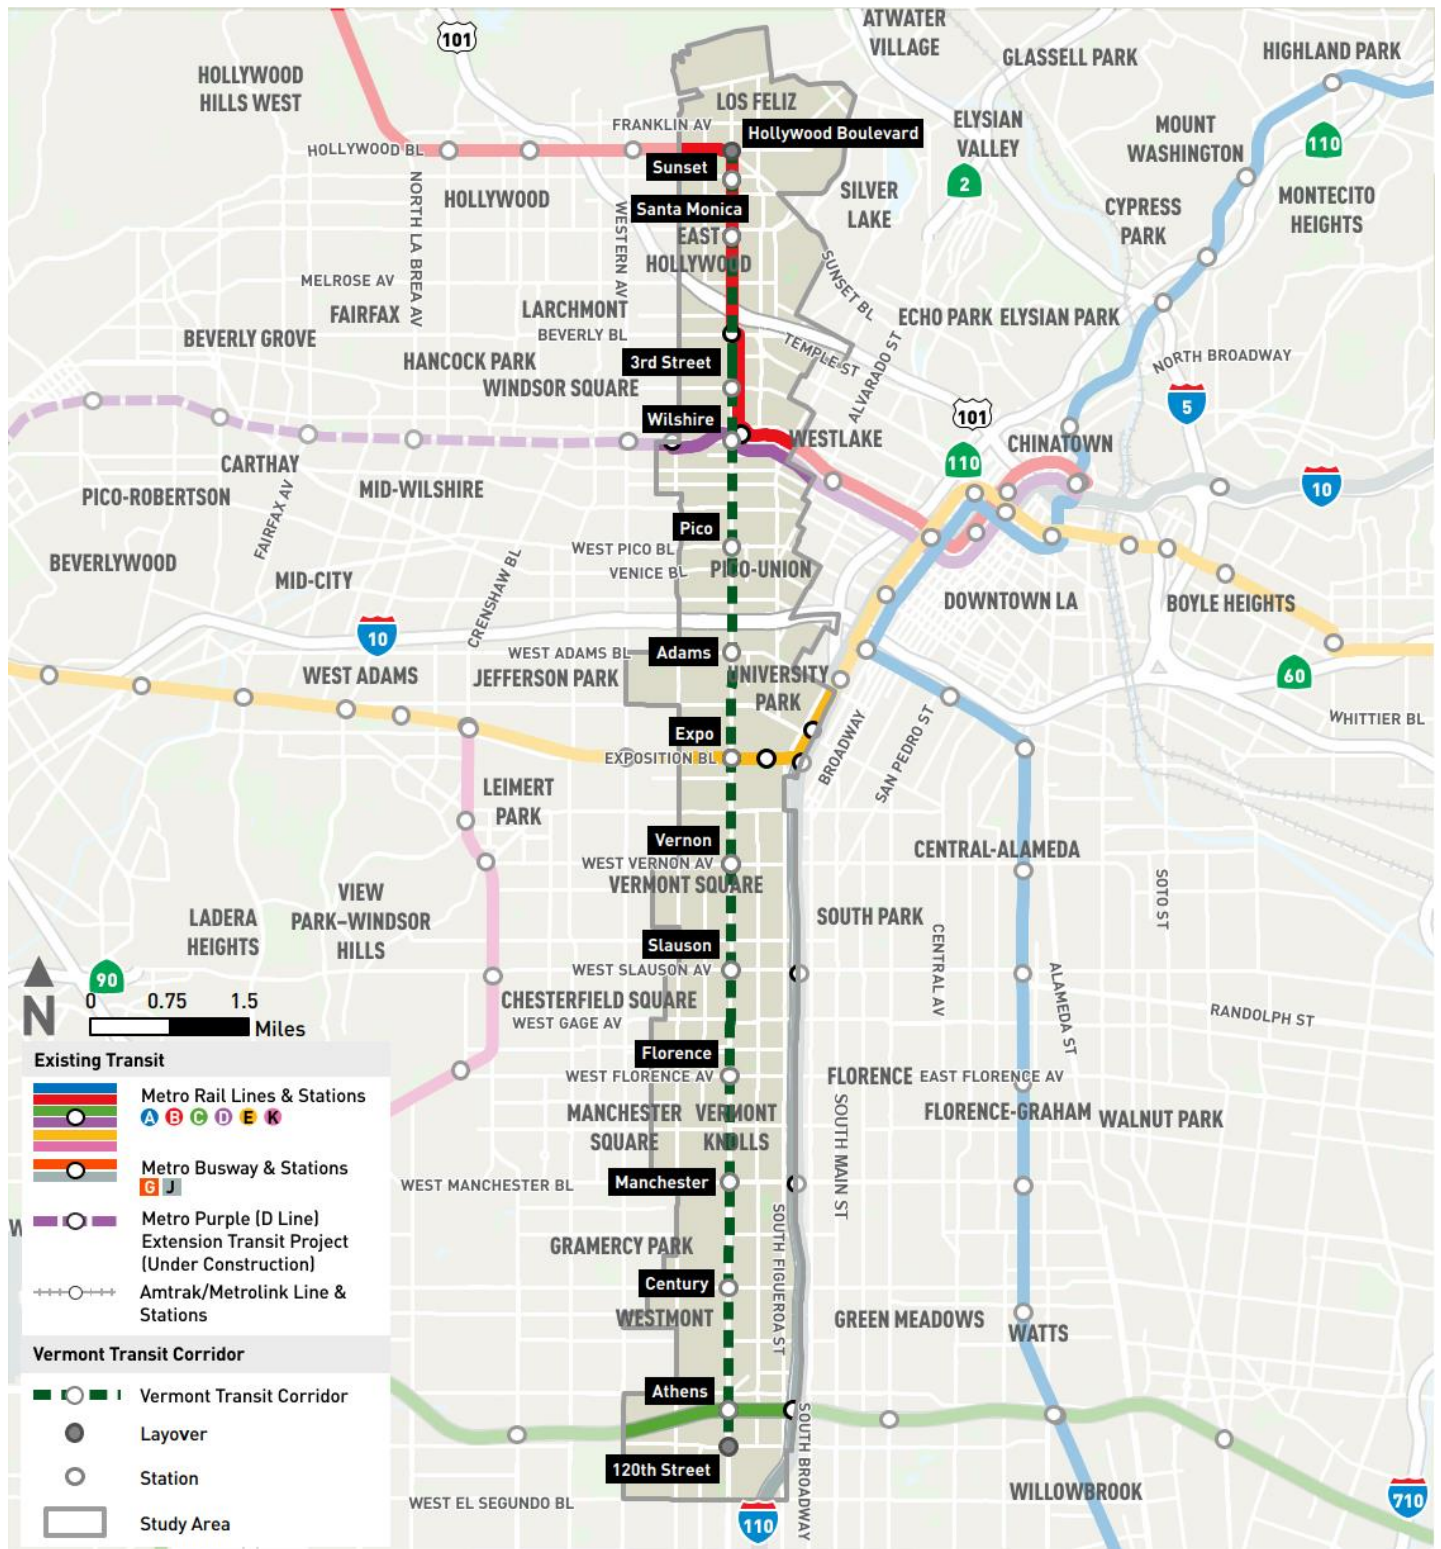 ATWATER
VILLAGE
101
GLASSELL PARK
HIGHLAND PARK
HOLLYWOOD
HILLS WEST
LOS FELIZ
FRANKLIN AV
Hollywood Boulevard
ELYSIAN
VALLEY
MOUNT
WASHINGTON
110
HOLLYWOOD BL
Sunset
2
SILVER
LAKE
MONTECITO
HEIGHTS
HOLLYWOOD
NORTH LA BREA AV
WESTERN AV
Santa Monica
CYPRESS
PARK
EAST
HOLLYWOOD
MELROSE AV
SUNSET BL
FAIRFAX
LARCHMONT
BEVERLY GROVE
BEVERLY BL
ECHO PARK
ELYSIAN PARK
TEMPLE ST
ALVARADO ST
NORTH BROADWAY
HANCOCK PARK
3rd Street
WINDSOR SQUARE
5
101
Wilshire
WESTLAKE
CHINATOWN
110
CARTHAY
PICO-ROBERTSON
FAIRFAX AV
MID-WILSHIRE
10
Pico
WEST PICO BL
VENICE BL
PICO-UNION
BEVERLYWOOD
MID-CITY
CRENSHAW BL
DOWNTOWN LA
BOYLE HEIGHTS
10
WEST ADAMS BL
Adams
WEST ADAMS
JEFFERSON PARK
UNIVERSITY
PARK
60
WHITTIER BL
BROADWAY
SAN PEDRO ST
Expo
EXPOSITION BL
LEIMERT
PARK
Vernon
WEST VERNON AV
VERMONT SQUARE
CENTRAL-ALAMEDA
SOTO ST
VIEW
PARK–WINDSOR
HILLS
LADERA
HEIGHTS
SOUTH PARK
CENTRAL AV
ALAMEDA ST
Slauson
WEST SLAUSON AV
90
N
0 0.75 1.5
Miles
CHESTERFIELD SQUARE
WEST GAGE AV
RANDOLPH ST
Florence
WEST FLORENCE AV
FLORENCE
EAST FLORENCE AV
MANCHESTER
SQUARE
VERMONT
KNOLLS
SOUTH MAIN ST
FLORENCE-GRAHAM
WALNUT PARK
WEST MANCHESTER BL
Manchester
SOUTH FIGUEROA ST
GRAMERCY PARK
Century
WESTMONT
GREEN MEADOWS
WATTS
Athens
SOUTH BROADWAY
120th Street
WEST EL SEGUNDO BL
WILLOWBROOK
110
710
Existing Transit
Metro Rail Lines & Stations
A B C D E K
Metro Busway & Stations
G J
Metro Purple (D Line)
Extension Transit Project
(Under Construction)
Amtrak/Metrolink Line &
Stations
Vermont Transit Corridor
Vermont Transit Corridor
Layover
Station
Study Area